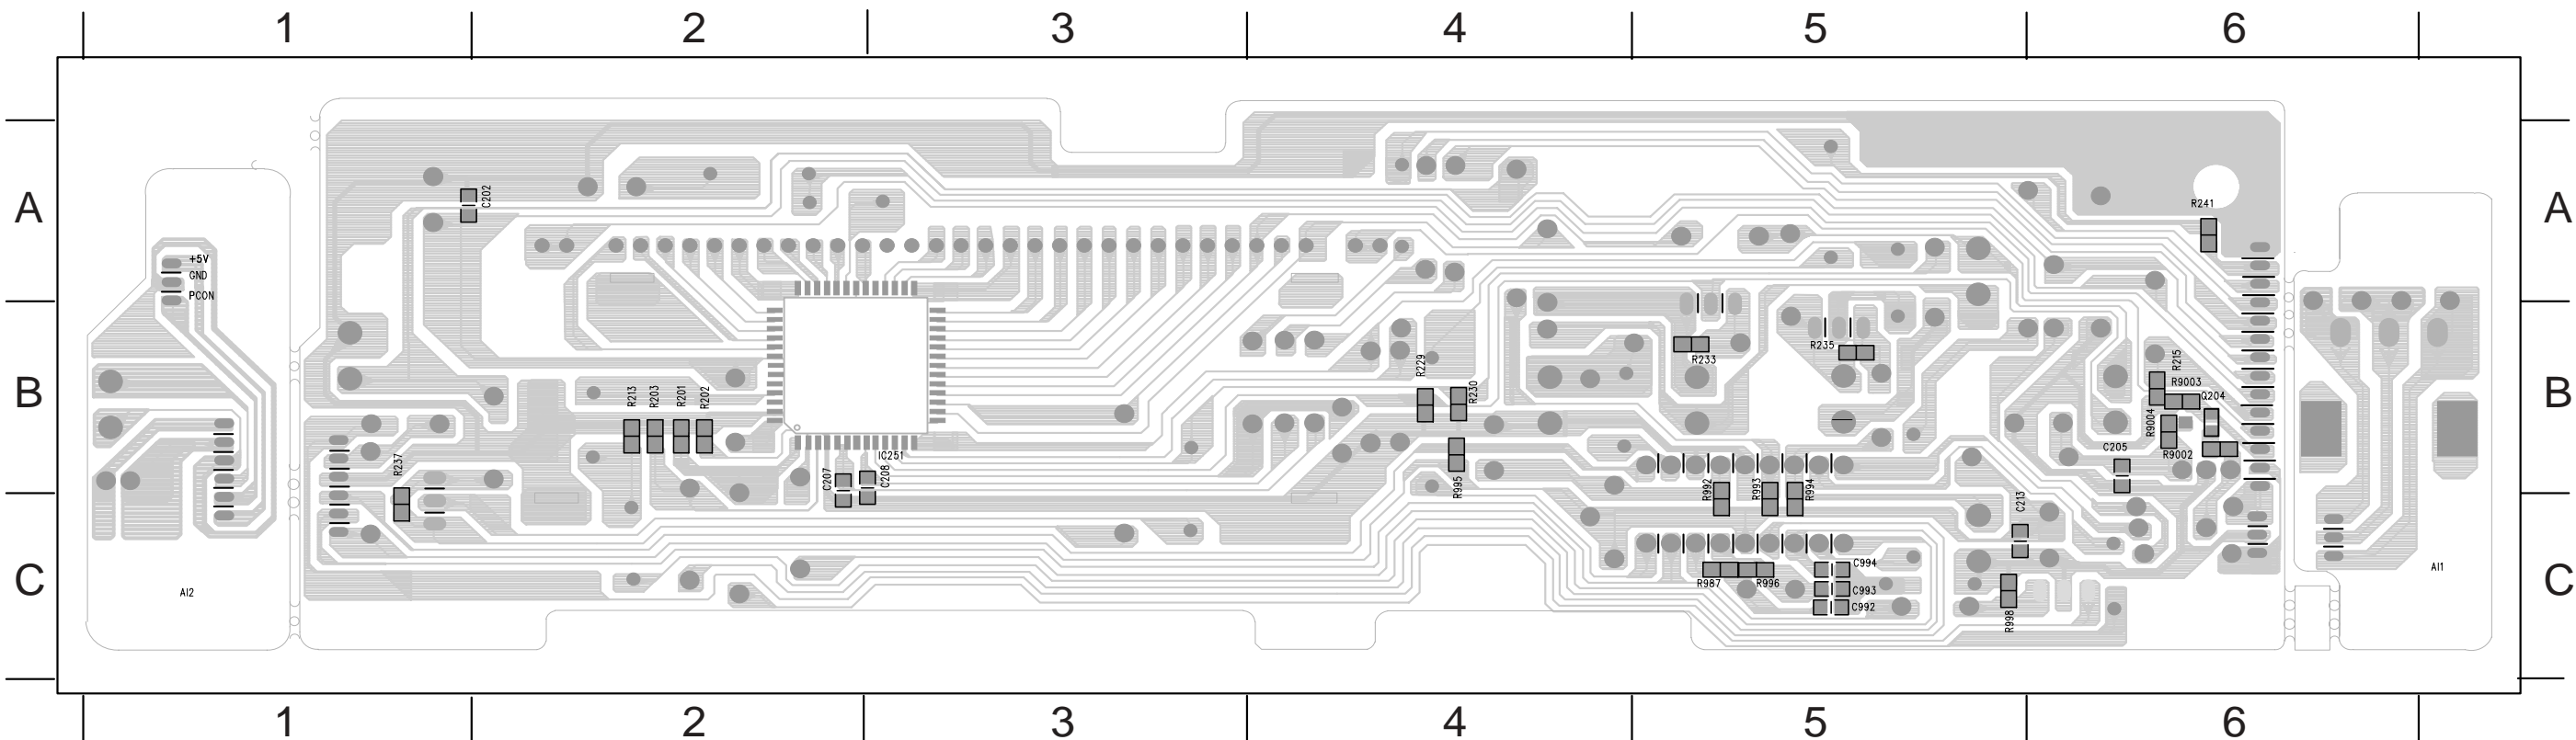 1 2 3 4 5 6
A A
C202
R241
+5V
GND
PCON
R233
R235
R229
R230
R215
R9003
Q204
R9004
R9002
C205
B B
R213
R203
R201
R202
IC251
C207
C208
R237
R995
R992
R993
R994
C213
C994
R987 R996
C993
C992
R998
AI2
AI1
C C
1 2 3 4 5 6